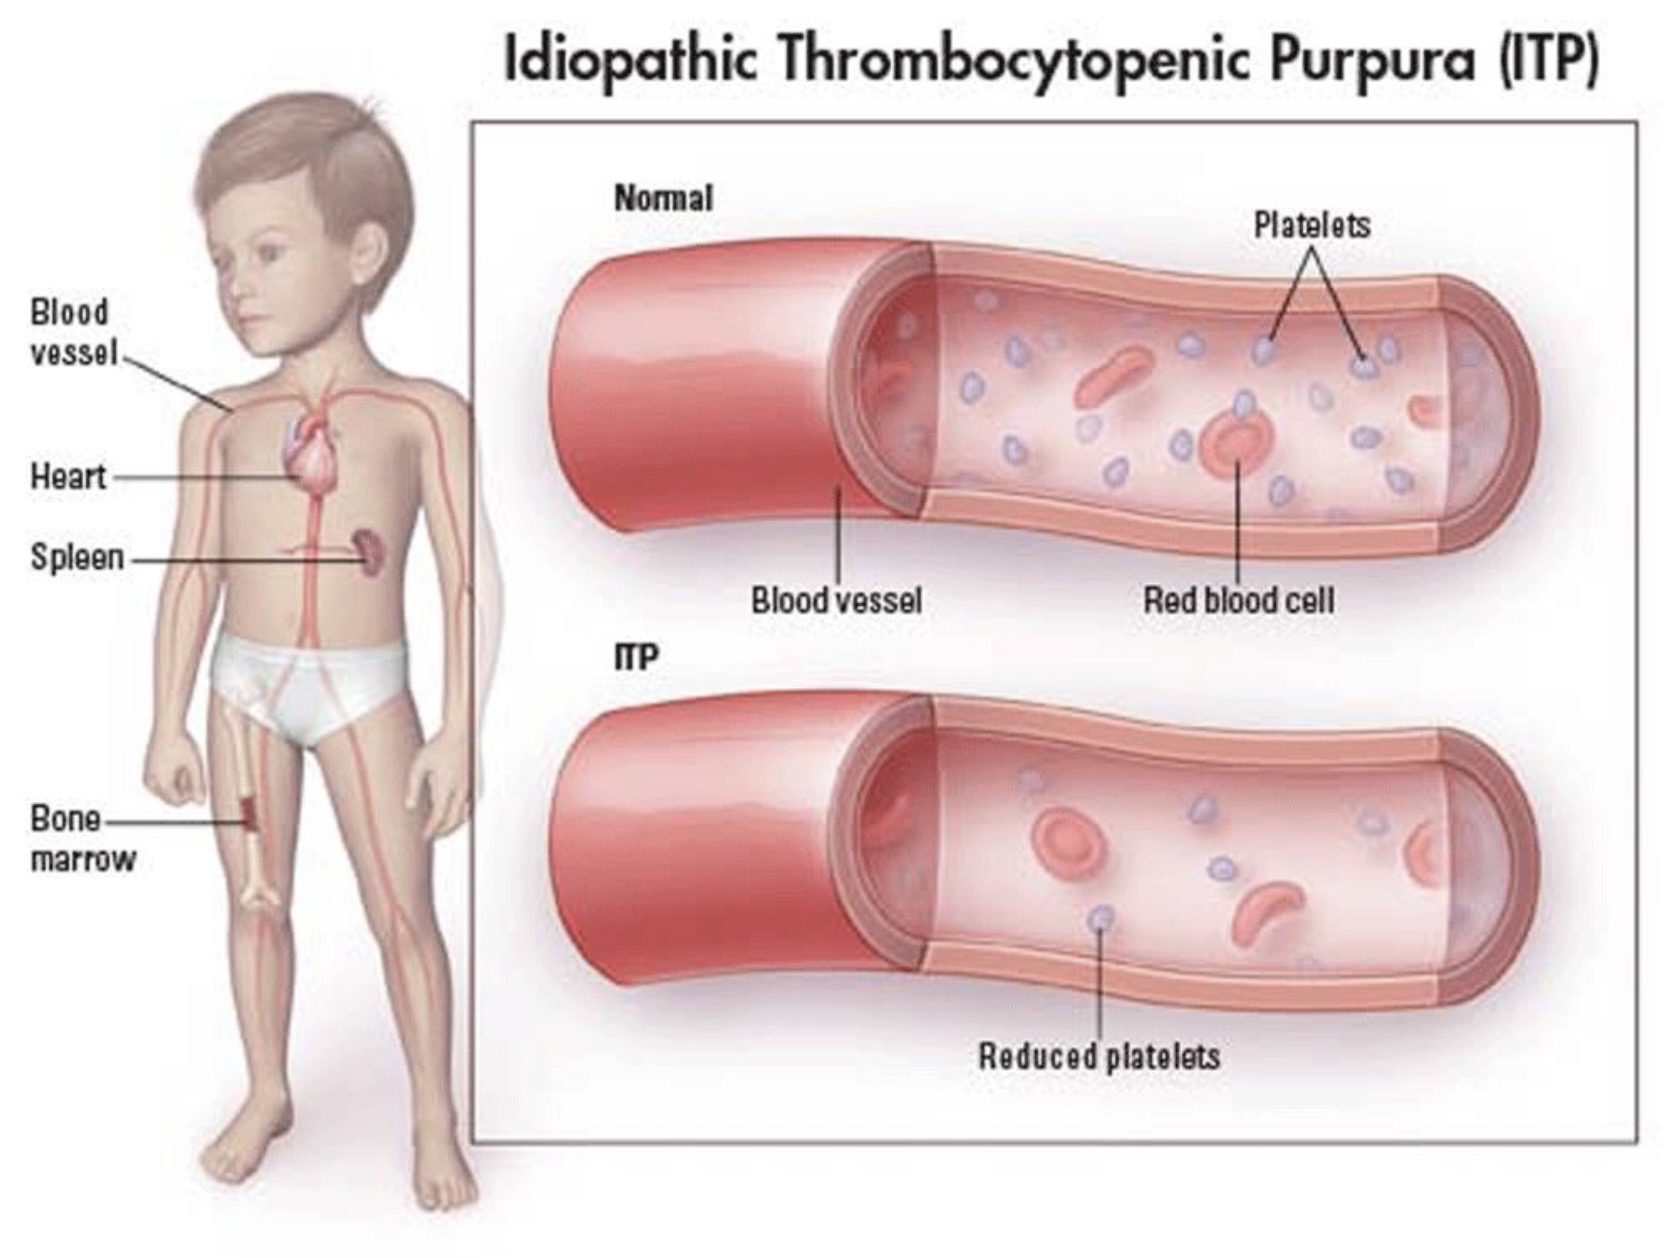 Idiopathic Thrombocytopenic Purpura (ITP)
Normal
Platelets
Blood vessel
Red blood cell
ITP
Reduced platelets
Blood
vessel
Heart
Spleen
Bone
marrow